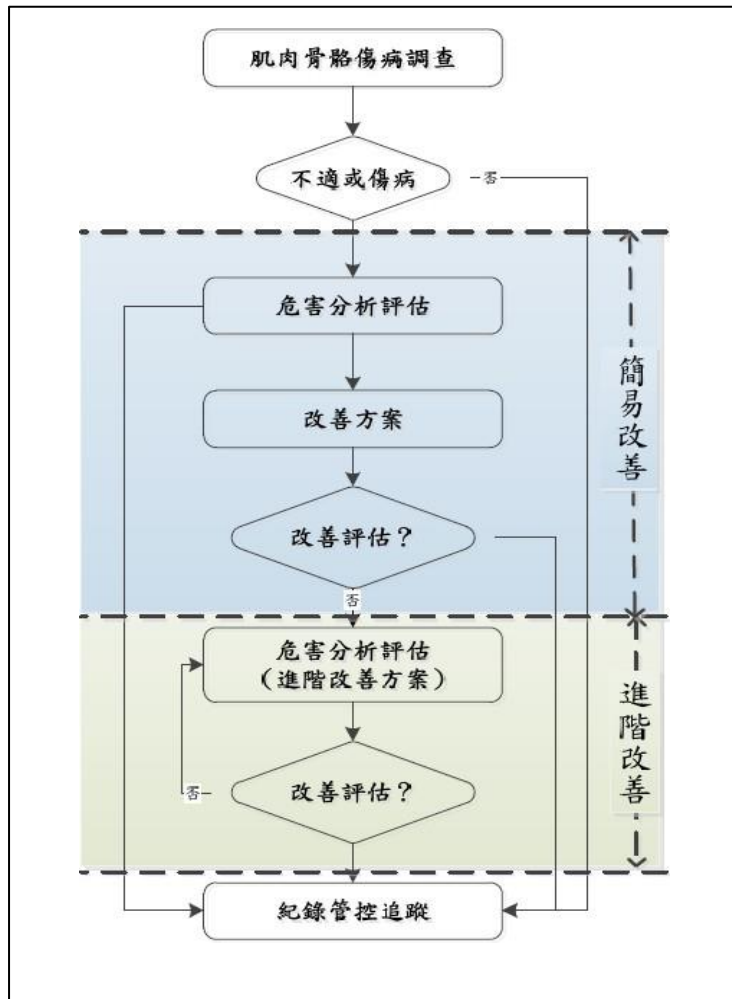 肌肉骨骼傷病調查
不適或傷病
否
危害分析評估
簡易改善
改善方案
改善評估？
否
危害分析評估
（進階改善方案）
進階改善
改善評估？
否
紀錄管控追蹤